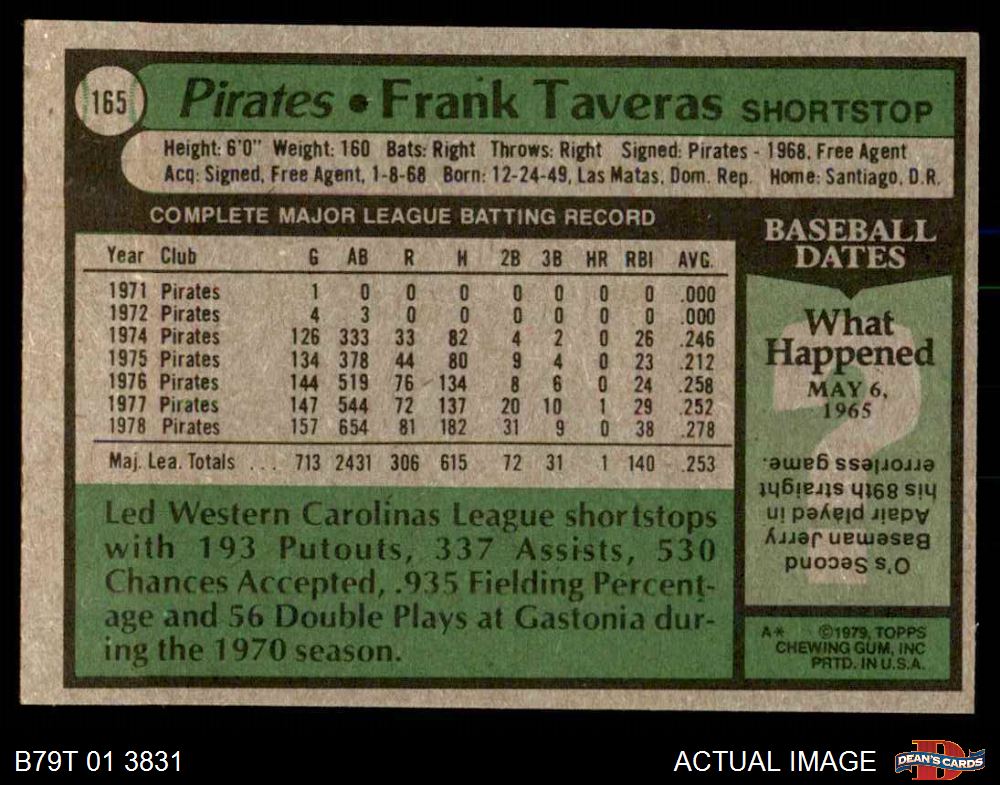 165 Pirates • Frank Taveras SHORTSTOP
Height: 6'0" Weight: 160 Bats: Right Throws: Right Signed: Pirates - 1968, Free Agent
Acq: Signed, Free Agent, 1-8-68 Born: 12-24-49, Las Matas, Dom. Rep. Home: Santiago, D.R.
COMPLETE MAJOR LEAGUE BATTING RECORD
Year Club G AB R H 2B 3B HR RBI AVG.
1971 Pirates 1 0 0 0 0 0 0 0 .000
1972 Pirates 4 3 0 0 0 0 0 0 .000
1974 Pirates 126 333 33 82 4 2 0 26 .246
1975 Pirates 134 378 44 80 9 4 0 23 .212
1976 Pirates 144 519 76 134 8 6 0 24 .258
1977 Pirates 147 544 72 137 20 10 1 29 .252
1978 Pirates 157 654 81 182 31 9 0 38 .278
Maj. Lea. Totals ... 713 2431 306 615 72 31 1 140 .253
Led Western Carolinas League shortstops
with 193 Putouts, 337 Assists, 530
Chances Accepted, .935 Fielding Percent-
age and 56 Double Plays at Gastonia dur-
ing the 1970 season.
BASEBALL
DATES
What
Happened
MAY 6,
1965
?
O's Second
Baseman Jerry
Adair played in
his 89th straight
errorless game.
A* ©1979, TOPPS
CHEWING GUM, INC
PRTD. IN U.S.A.
B79T 01 3831
ACTUAL IMAGE
D
DEAN'S CARDS